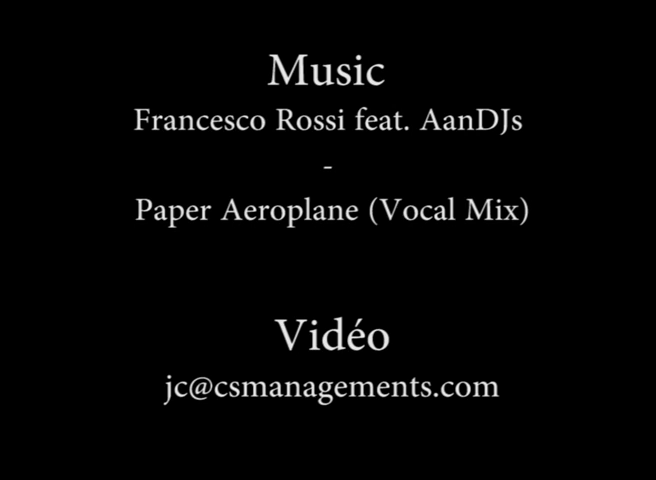 Music
Francesco Rossi feat. AanDJs
-
Paper Aeroplane (Vocal Mix)
Vidéo
jc@csmanagements.com